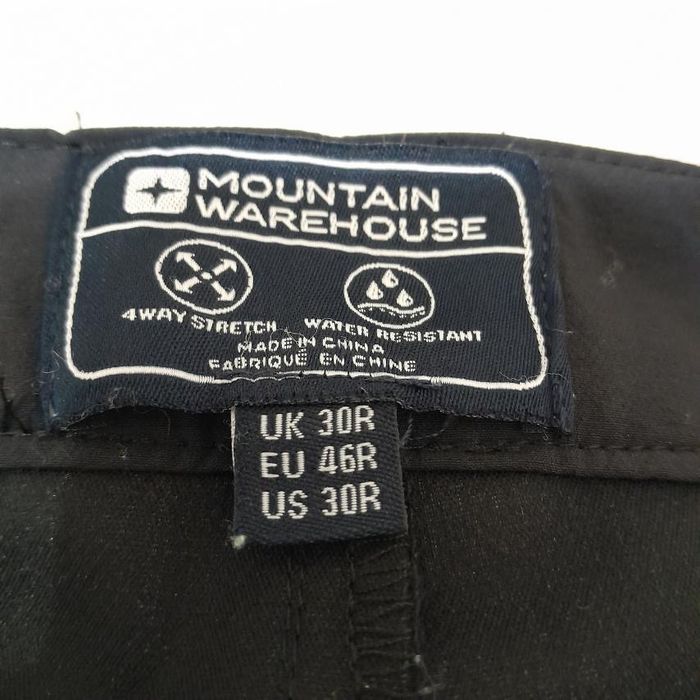 MOUNTAIN
WAREHOUSE
4WAY STRETCH WATER RESISTANT
MADE IN CHINA
FABRIQUÉ EN CHINE
UK 30R
EU 46R
US 30R